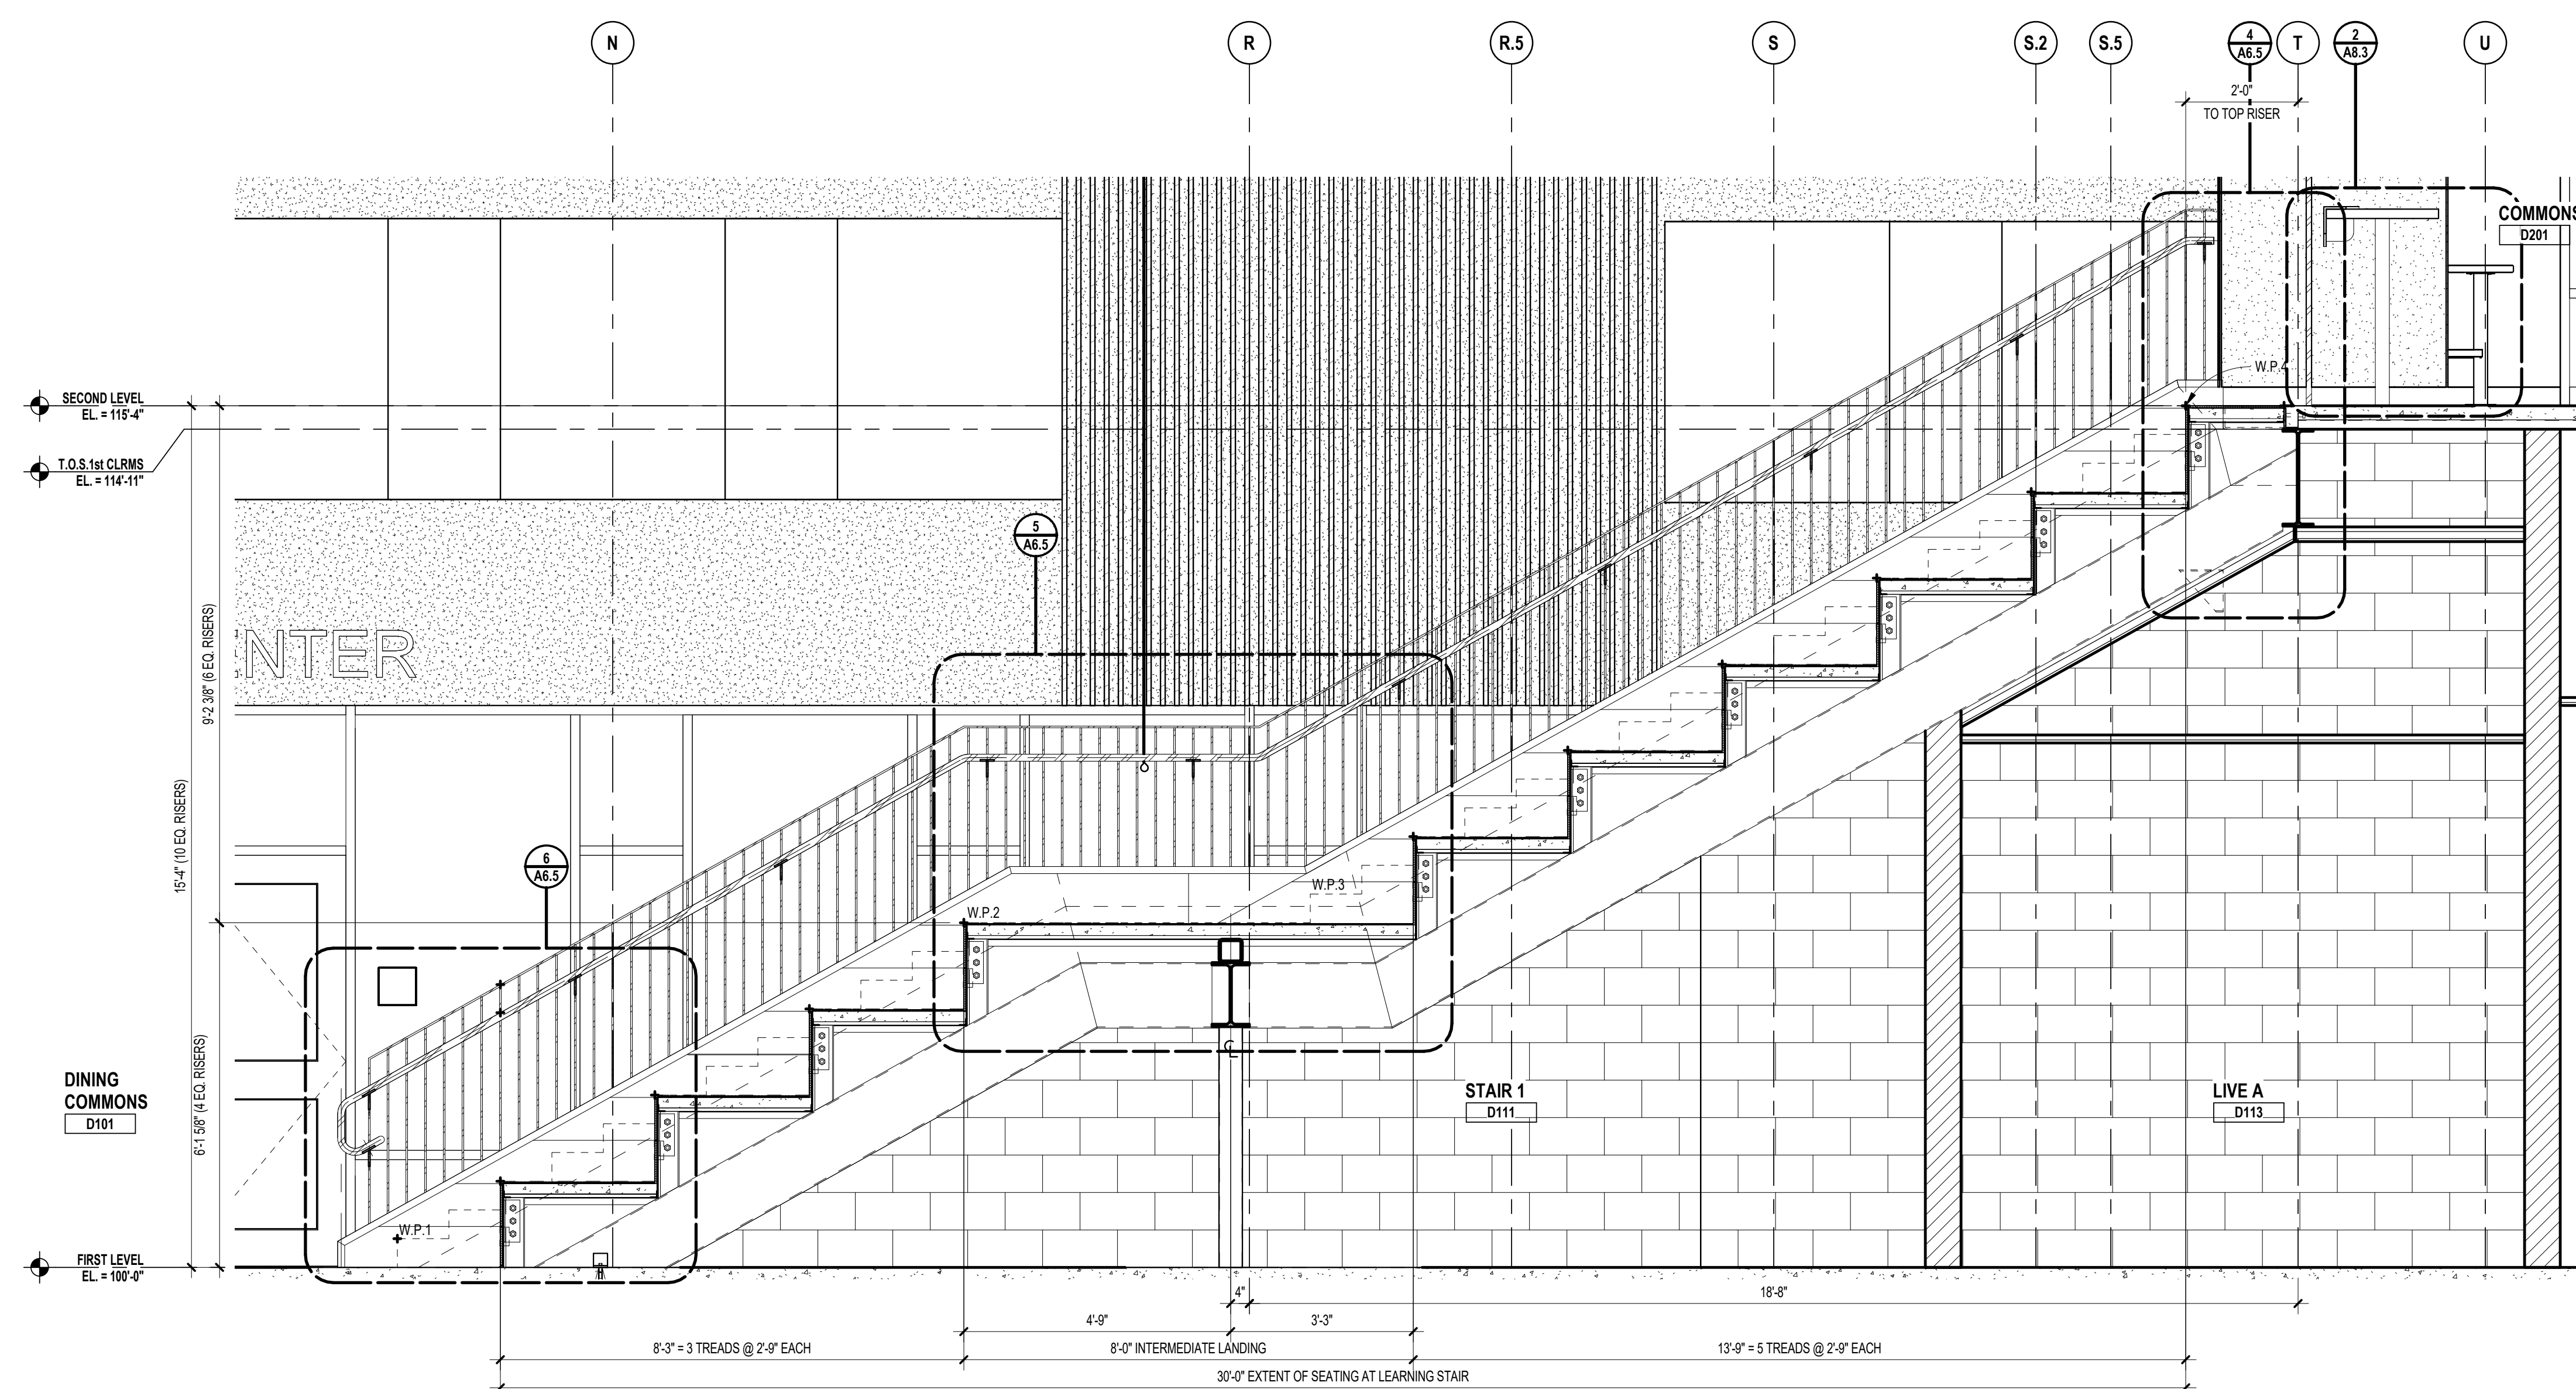 N
R
R.5
S
S.2
S.5
4
A6.5
T
2
A8.3
U
2'-0"
TO TOP RISER
COMMONS
D201
W.P.4
SECOND LEVEL
EL. = 115'-4"
T.O.S.1st CLRMS
EL. = 114'-11"
5
A6.5
ENTER
9'-2 3/8" (6 EQ. RISERS)
15'-4" (10 EQ. RISERS)
6'-1 5/8" (4 EQ. RISERS)
6
A6.5
W.P.3
W.P.2
C
L
DINING
COMMONS
D101
STAIR 1
D111
LIVE A
D113
W.P.1
FIRST LEVEL
EL. = 100'-0"
4"
18'-8"
4'-9"
3'-3"
8'-3" = 3 TREADS @ 2'-9" EACH
8'-0" INTERMEDIATE LANDING
13'-9" = 5 TREADS @ 2'-9" EACH
30'-0" EXTENT OF SEATING AT LEARNING STAIR